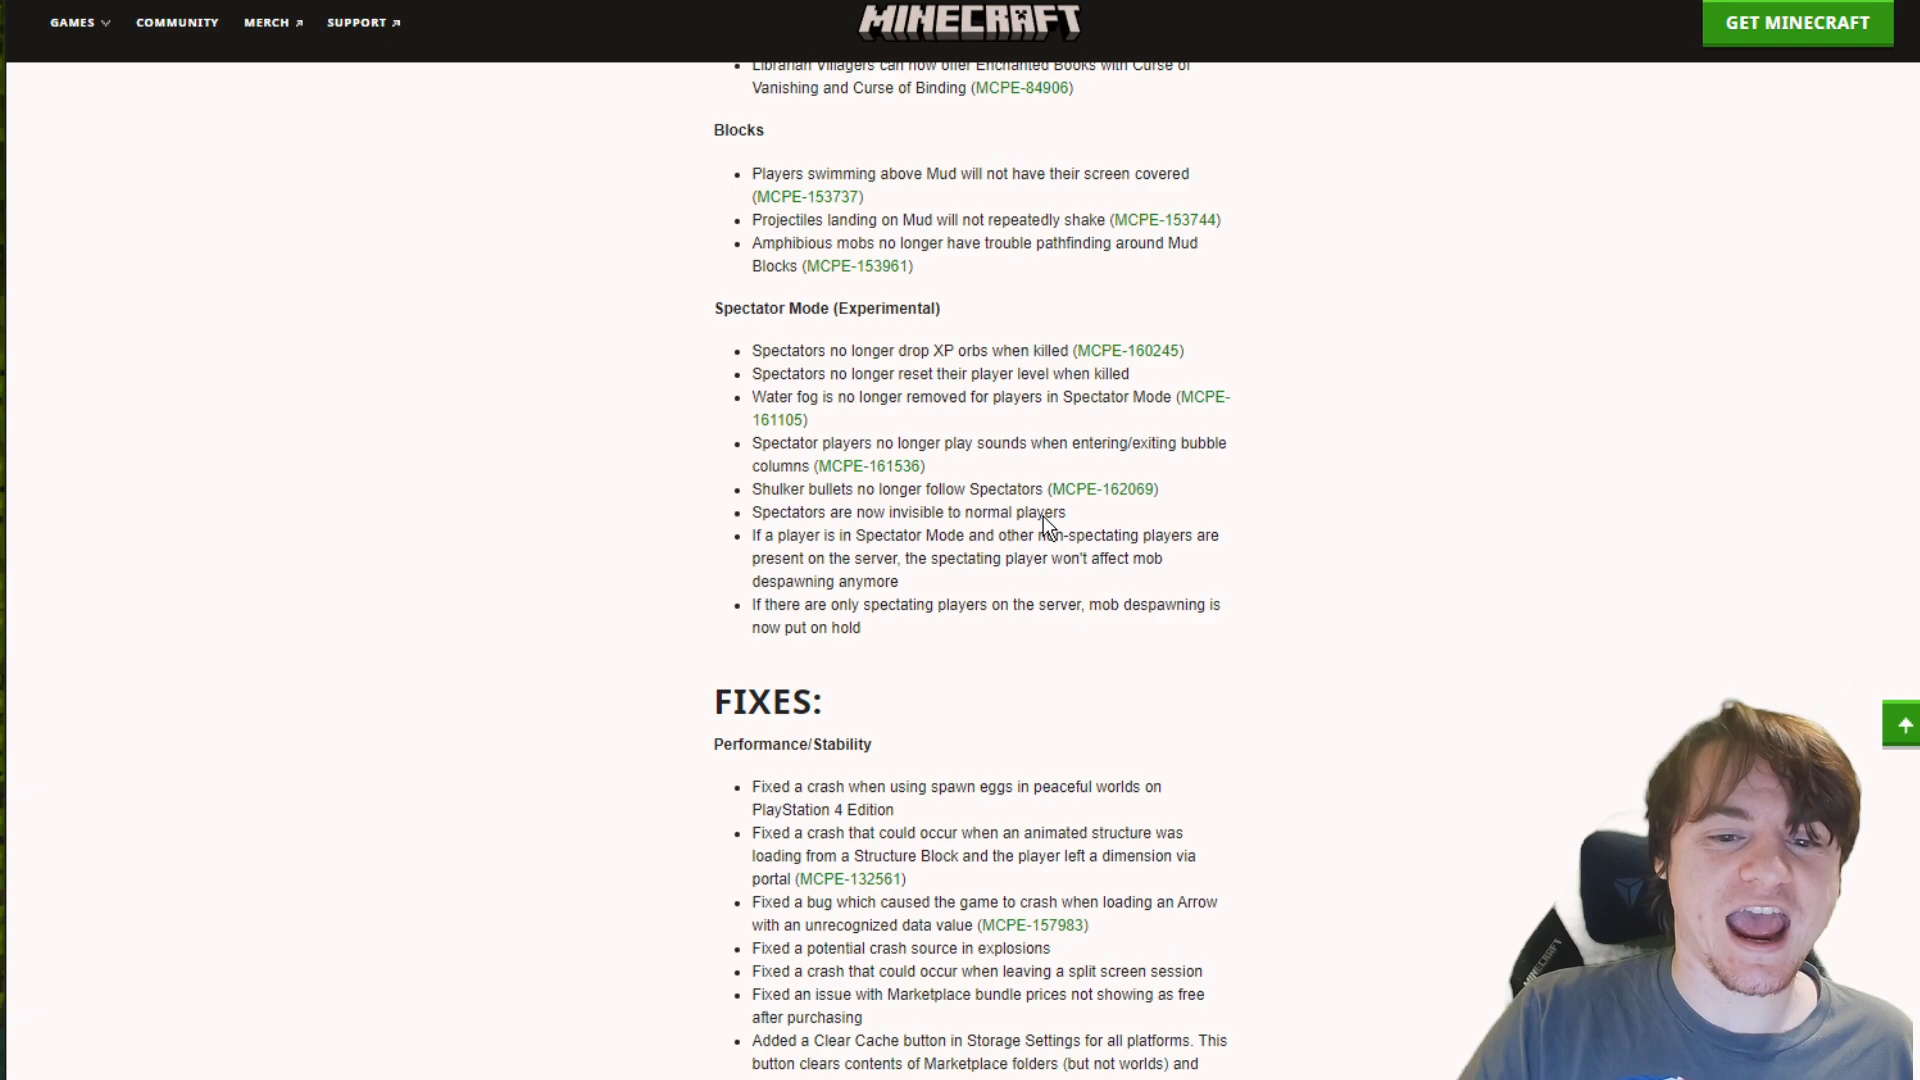 GAMES
COMMUNITY
MERCH
SUPPORT
MINECRAFT
GET MINECRAFT
Librarian Villagers can now offer Enchanted Books with Curse of
Vanishing and Curse of Binding (MCPE-84906)
Blocks
Players swimming above Mud will not have their screen covered
(MCPE-153737)
Projectiles landing on Mud will not repeatedly shake (MCPE-153744)
Amphibious mobs no longer have trouble pathfinding around Mud
Blocks (MCPE-153961)
Spectator Mode (Experimental)
Spectators no longer drop XP orbs when killed (MCPE-160245)
Spectators no longer reset their player level when killed
Water fog is no longer removed for players in Spectator Mode (MCPE-
161105)
Spectator players no longer play sounds when entering/exiting bubble
columns (MCPE-161536)
Shulker bullets no longer follow Spectators (MCPE-162069)
Spectators are now invisible to normal players
If a player is in Spectator Mode and other non-spectating players are
present on the server, the spectating player won't affect mob
despawning anymore
If there are only spectating players on the server, mob despawning is
now put on hold
FIXES:
Performance/Stability
Fixed a crash when using spawn eggs in peaceful worlds on
PlayStation 4 Edition
Fixed a crash that could occur when an animated structure was
loading from a Structure Block and the player left a dimension via
portal (MCPE-132561)
Fixed a bug which caused the game to crash when loading an Arrow
with an unrecognized data value (MCPE-157983)
Fixed a potential crash source in explosions
Fixed a crash that could occur when leaving a split screen session
Fixed an issue with Marketplace bundle prices not showing as free
after purchasing
Added a Clear Cache button in Storage Settings for all platforms. This
button clears contents of Marketplace folders (but not worlds) and
MINECRAFT